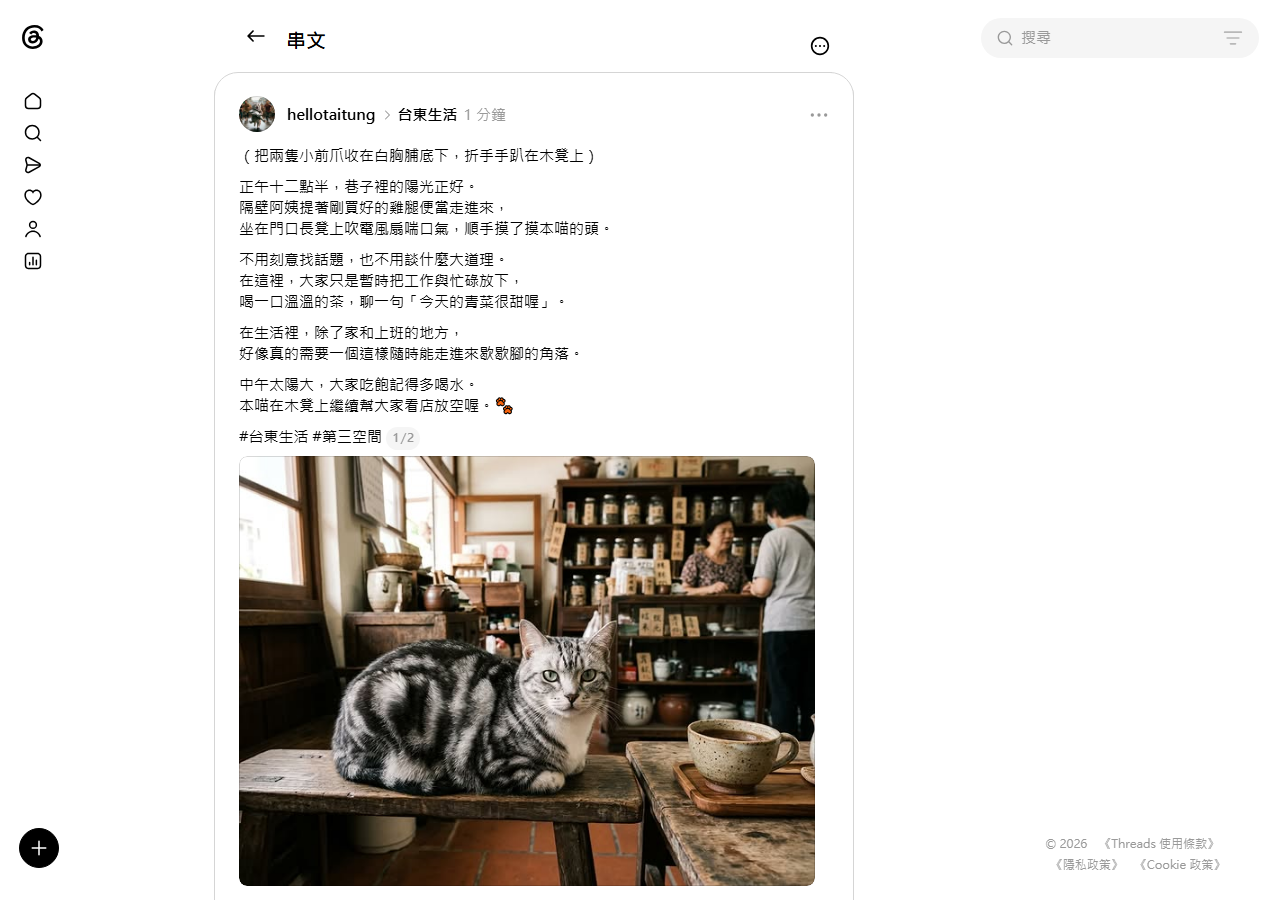 串文
搜尋
hellotaitung > 台東生活 1 分鐘
（把兩隻小前爪收在白胸脯底下，折手手趴在木凳上）
正午十二點半，巷子裡的陽光正好。
隔壁阿姨提著剛買好的雞腿便當走進來，
坐在門口長凳上吹電風扇喘口氣，順手摸了摸本喵的頭。
不用刻意找話題，也不用談什麼大道理。
在這裡，大家只是暫時把工作與忙碌放下，
喝一口溫溫的茶，聊一句「今天的青菜很甜喔」。
在生活裡，除了家和上班的地方，
好像真的需要一個這樣隨時能走進來歇歇腳的角落。
中午太陽大，大家吃飽記得多喝水。
本喵在木凳上繼續幫大家看店放空喔。🐾
#台東生活 #第三空間 1/2
© 2026 《Threads 使用條款》
《隱私政策》 《Cookie 政策》